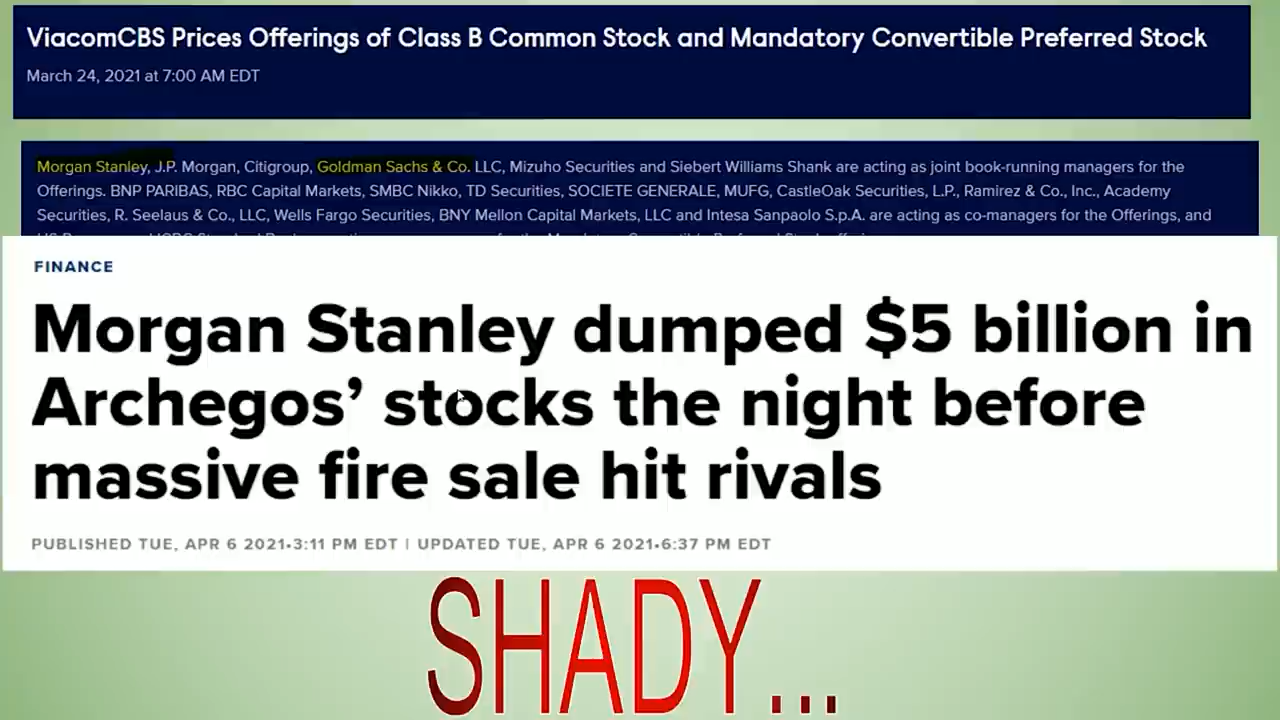 ViacomCBS Prices Offerings of Class B Common Stock and Mandatory Convertible Preferred Stock
March 24, 2021 at 7:00 AM EDT
Morgan Stanley, J.P. Morgan, Citigroup, Goldman Sachs & Co. LLC, Mizuho Securities and Siebert Williams Shank are acting as joint book-running managers for the
Offerings. BNP PARIBAS, RBC Capital Markets, SMBC Nikko, TD Securities, SOCIETE GENERALE, MUFG, CastleOak Securities, L.P., Ramirez & Co., Inc., Academy
Securities, R. Seelaus & Co., LLC, Wells Fargo Securities, BNY Mellon Capital Markets, LLC and Intesa Sanpaolo S.p.A. are acting as co-managers for the Offerings, and
FINANCE
Morgan Stanley dumped $5 billion in
Archegos’ stocks the night before
massive fire sale hit rivals
PUBLISHED TUE, APR 6 2021•3:11 PM EDT | UPDATED TUE, APR 6 2021•6:37 PM EDT
SHADY...